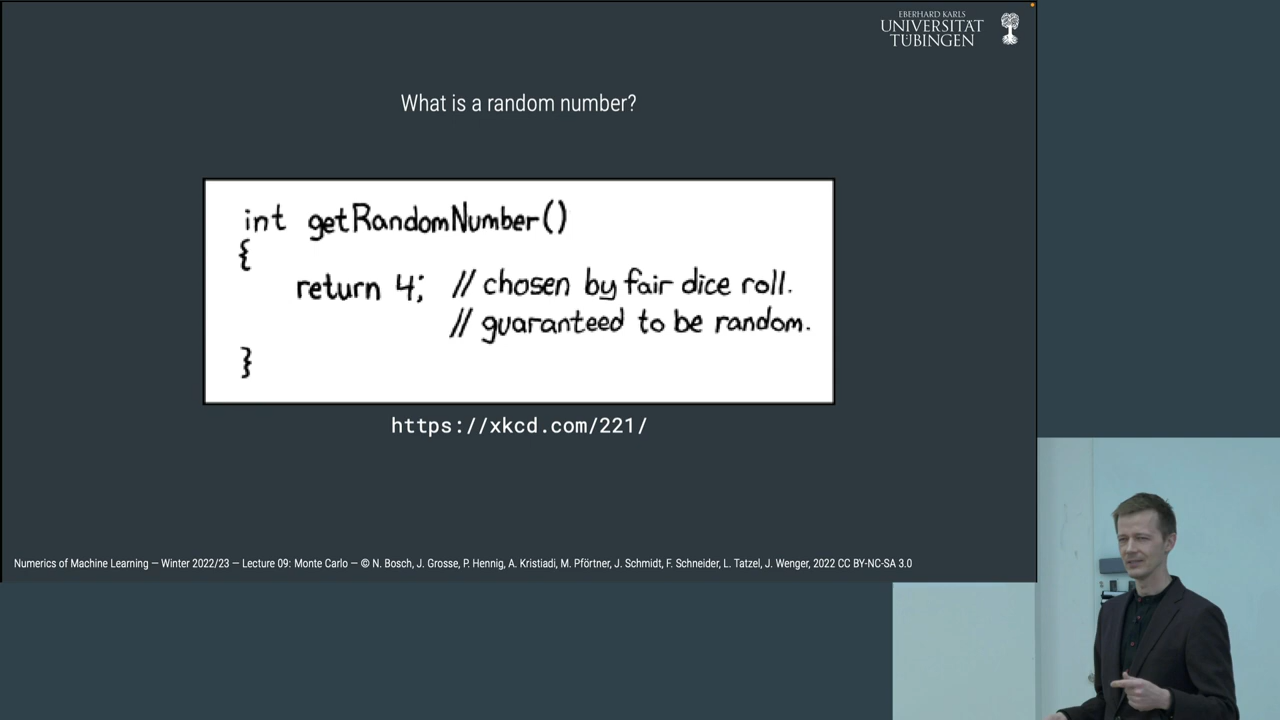 EBERHARD KARLS
UNIVERSITÄT
TÜBINGEN
What is a random number?
int getRandomNumber()
{
return 4; // chosen by fair dice roll.
// guaranteed to be random.
}
https://xkcd.com/221/
Numerics of Machine Learning — Winter 2022/23 — Lecture 09: Monte Carlo — © N. Bosch, J. Grosse, P. Hennig, A. Kristiadi, M. Pförtner, J. Schmidt, F. Schneider, L. Tatzel, J. Wenger, 2022 CC BY-NC-SA 3.0